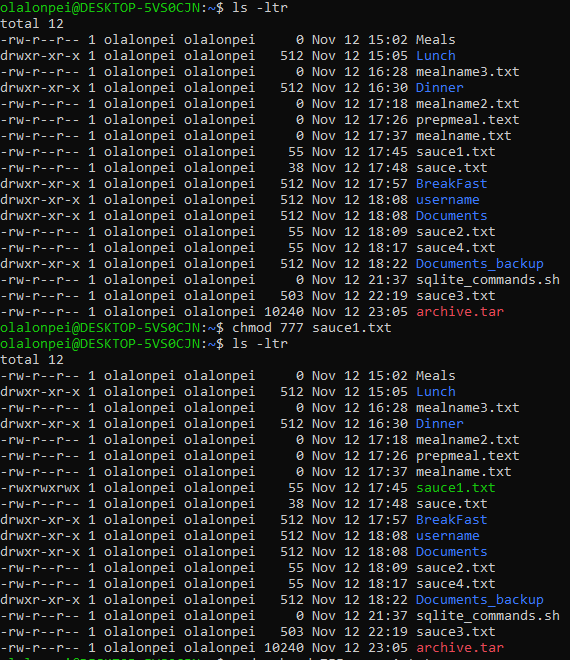 olalonpei@DESKTOP-5VS0CJN:~$ ls -ltr
total 12
-rw-r--r-- 1 olalonpei olalonpei     0 Nov 12 15:02 Meals
drwxr-xr-x 1 olalonpei olalonpei   512 Nov 12 15:05 Lunch
-rw-r--r-- 1 olalonpei olalonpei     0 Nov 12 16:28 mealname3.txt
drwxr-xr-x 1 olalonpei olalonpei   512 Nov 12 16:30 Dinner
-rw-r--r-- 1 olalonpei olalonpei     0 Nov 12 17:18 mealname2.txt
-rw-r--r-- 1 olalonpei olalonpei     0 Nov 12 17:26 prepmeal.text
-rw-r--r-- 1 olalonpei olalonpei     0 Nov 12 17:37 mealname.txt
-rw-r--r-- 1 olalonpei olalonpei    55 Nov 12 17:45 sauce1.txt
-rw-r--r-- 1 olalonpei olalonpei    38 Nov 12 17:48 sauce.txt
drwxr-xr-x 1 olalonpei olalonpei   512 Nov 12 17:57 BreakFast
drwxr-xr-x 1 olalonpei olalonpei   512 Nov 12 18:08 username
drwxr-xr-x 1 olalonpei olalonpei   512 Nov 12 18:08 Documents
-rw-r--r-- 1 olalonpei olalonpei    55 Nov 12 18:09 sauce2.txt
-rw-r--r-- 1 olalonpei olalonpei    55 Nov 12 18:17 sauce4.txt
drwxr-xr-x 1 olalonpei olalonpei   512 Nov 12 18:22 Documents_backup
-rw-r--r-- 1 olalonpei olalonpei     0 Nov 12 21:37 sqlite_commands.sh
-rw-r--r-- 1 olalonpei olalonpei   503 Nov 12 22:19 sauce3.txt
-rw-r--r-- 1 olalonpei olalonpei 10240 Nov 12 23:05 archive.tar
olalonpei@DESKTOP-5VS0CJN:~$ chmod 777 sauce1.txt
olalonpei@DESKTOP-5VS0CJN:~$ ls -ltr
total 12
-rw-r--r-- 1 olalonpei olalonpei     0 Nov 12 15:02 Meals
drwxr-xr-x 1 olalonpei olalonpei   512 Nov 12 15:05 Lunch
-rw-r--r-- 1 olalonpei olalonpei     0 Nov 12 16:28 mealname3.txt
drwxr-xr-x 1 olalonpei olalonpei   512 Nov 12 16:30 Dinner
-rw-r--r-- 1 olalonpei olalonpei     0 Nov 12 17:18 mealname2.txt
-rw-r--r-- 1 olalonpei olalonpei     0 Nov 12 17:26 prepmeal.text
-rw-r--r-- 1 olalonpei olalonpei     0 Nov 12 17:37 mealname.txt
-rwxrwxrwx 1 olalonpei olalonpei    55 Nov 12 17:45 sauce1.txt
-rw-r--r-- 1 olalonpei olalonpei    38 Nov 12 17:48 sauce.txt
drwxr-xr-x 1 olalonpei olalonpei   512 Nov 12 17:57 BreakFast
drwxr-xr-x 1 olalonpei olalonpei   512 Nov 12 18:08 username
drwxr-xr-x 1 olalonpei olalonpei   512 Nov 12 18:08 Documents
-rw-r--r-- 1 olalonpei olalonpei    55 Nov 12 18:09 sauce2.txt
-rw-r--r-- 1 olalonpei olalonpei    55 Nov 12 18:17 sauce4.txt
drwxr-xr-x 1 olalonpei olalonpei   512 Nov 12 18:22 Documents_backup
-rw-r--r-- 1 olalonpei olalonpei     0 Nov 12 21:37 sqlite_commands.sh
-rw-r--r-- 1 olalonpei olalonpei   503 Nov 12 22:19 sauce3.txt
-rw-r--r-- 1 olalonpei olalonpei 10240 Nov 12 23:05 archive.tar